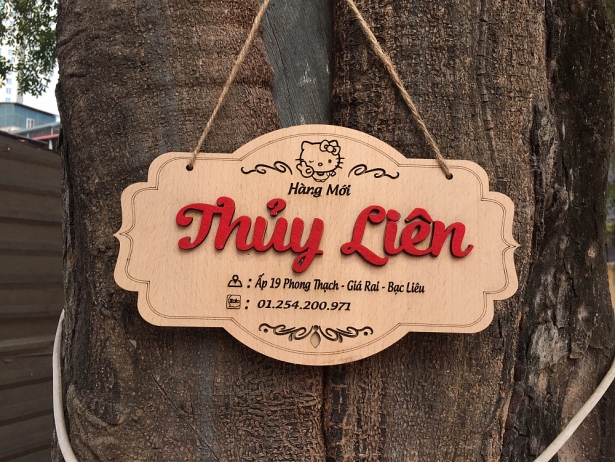 Hàng Mới
Thủy Liên
: Ấp 19 Phong Thạch - Giá Rai - Bạc Liêu
: 01.254.200.971